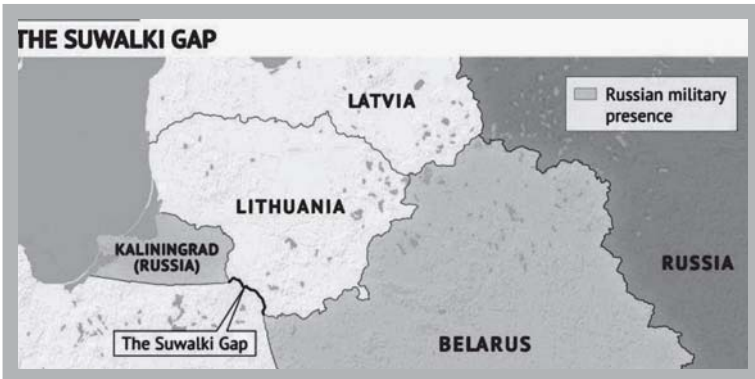 THE SUWALKI GAP
LATVIA
Russian military
presence
LITHUANIA
KALININGRAD
(RUSSIA)
RUSSIA
The Suwalki Gap
BELARUS